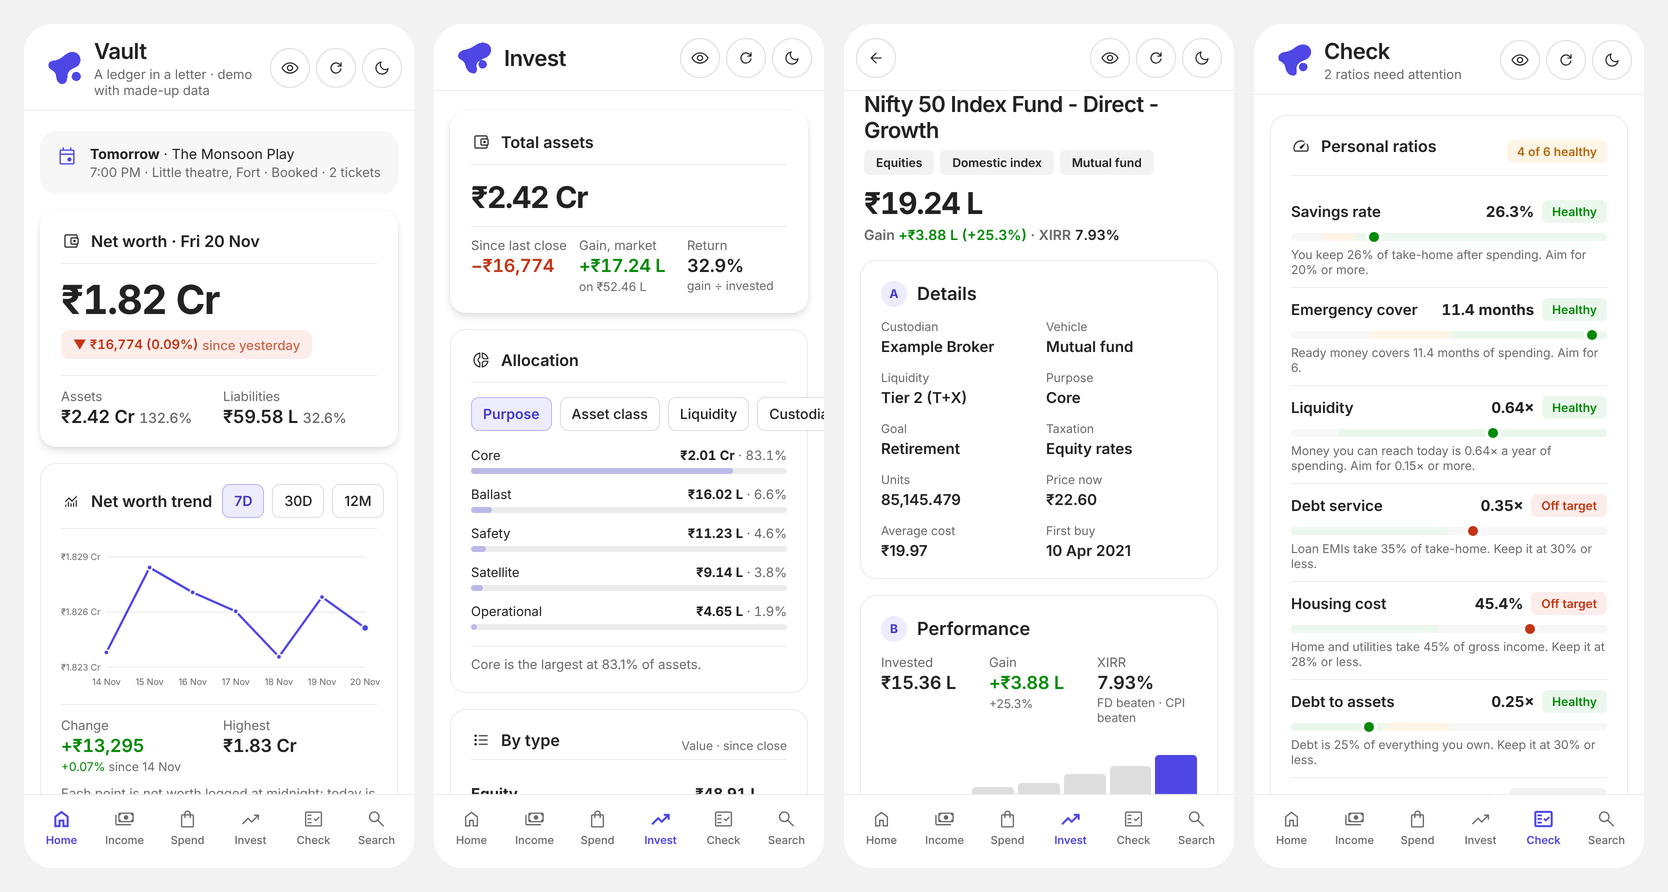 Vault
A ledger in a letter · demo
with made-up data
Tomorrow · The Monsoon Play
7:00 PM · Little theatre, Fort · Booked · 2 tickets
Net worth · Fri 20 Nov
₹1.82 Cr
▼ ₹16,774 (0.09%) since yesterday
Assets
₹2.42 Cr 132.6%
Liabilities
₹59.58 L 32.6%
Net worth trend
7D
30D
12M
₹1.829 Cr
₹1.826 Cr
₹1.823 Cr
14 Nov 15 Nov 16 Nov 17 Nov 18 Nov 19 Nov 20 Nov
Change
+₹13,295
+0.07% since 14 Nov
Highest
₹1.83 Cr
Each point is net worth logged at midnight; today is
Home Income Spend Invest Check Search
Invest
Total assets
₹2.42 Cr
Since last close
−₹16,774
Gain, market
+₹17.24 L
on ₹52.46 L
Return
32.9%
gain ÷ invested
Allocation
Purpose
Asset class
Liquidity
Custodia
Core ₹2.01 Cr · 83.1%
Ballast ₹16.02 L · 6.6%
Safety ₹11.23 L · 4.6%
Satellite ₹9.14 L · 3.8%
Operational ₹4.65 L · 1.9%
Core is the largest at 83.1% of assets.
By type
Value · since close
Equity ₹48.91 L
Home Income Spend Invest Check Search
Nifty 50 Index Fund - Direct -
Growth
Equities
Domestic index
Mutual fund
₹19.24 L
Gain +₹3.88 L (+25.3%) · XIRR 7.93%
A Details
Custodian
Example Broker
Vehicle
Mutual fund
Liquidity
Tier 2 (T+X)
Purpose
Core
Goal
Retirement
Taxation
Equity rates
Units
85,145.479
Price now
₹22.60
Average cost
₹19.97
First buy
10 Apr 2021
B Performance
Invested
₹15.36 L
Gain
+₹3.88 L
+25.3%
XIRR
7.93%
FD beaten · CPI
beaten
Home Income Spend Invest Check Search
Check
2 ratios need attention
Personal ratios
4 of 6 healthy
Savings rate 26.3% Healthy
You keep 26% of take-home after spending. Aim for
20% or more.
Emergency cover 11.4 months Healthy
Ready money covers 11.4 months of spending. Aim for
6.
Liquidity 0.64× Healthy
Money you can reach today is 0.64× a year of
spending. Aim for 0.15× or more.
Debt service 0.35× Off target
Loan EMIs take 35% of take-home. Keep it at 30% or
less.
Housing cost 45.4% Off target
Home and utilities take 45% of gross income. Keep it at
28% or less.
Debt to assets 0.25× Healthy
Debt is 25% of everything you own. Keep it at 30% or
less.
Home Income Spend Invest Check Search